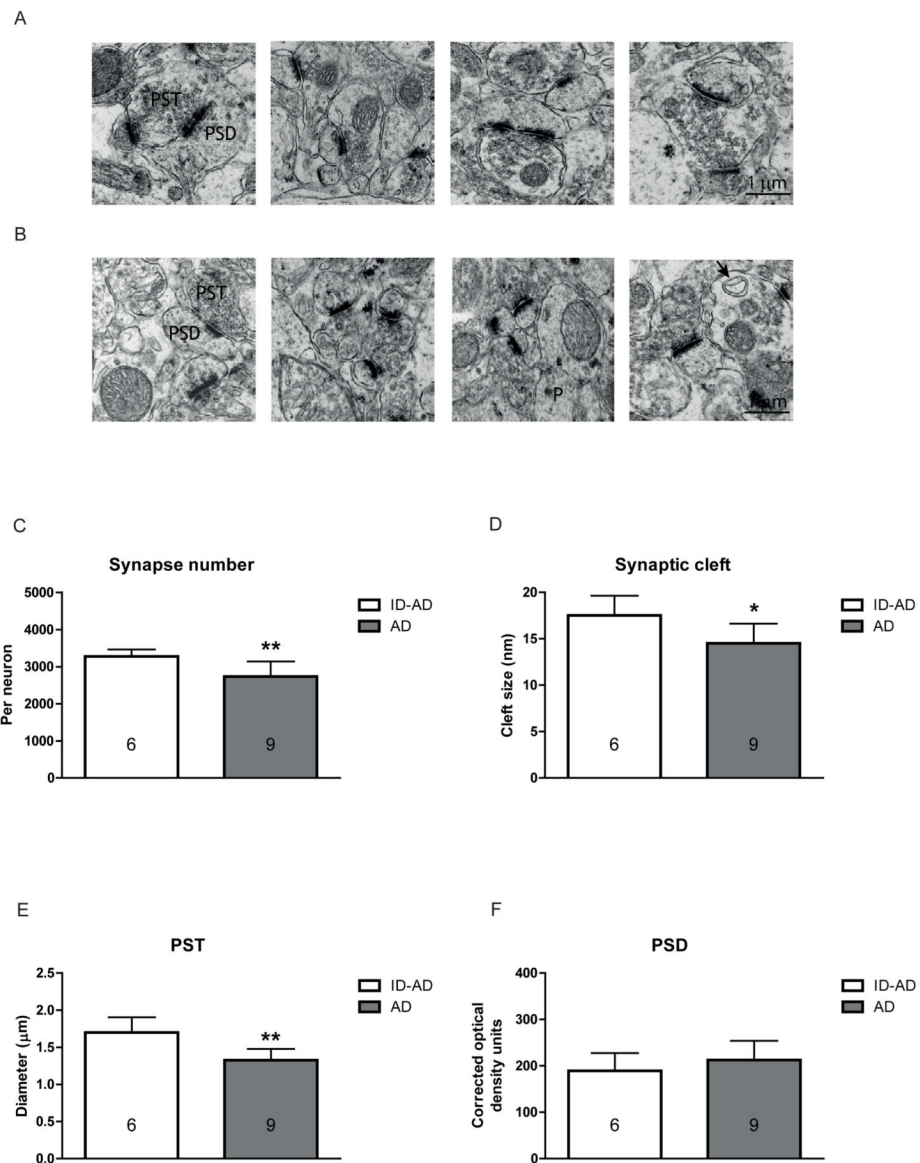 A
PST
PSD
1 µm
B
PST
PSD
P
µm
C
Synapse number
Per neuron
5000
4000
3000
2000
1000
0
6
**
9
ID-AD
AD
D
Synaptic cleft
Cleft size (nm)
20
15
10
5
0
6
*
9
ID-AD
AD
E
PST
Diameter (µm)
2.5
2.0
1.5
1.0
0.5
0.0
6
**
9
ID-AD
AD
F
PSD
Corrected optical
density units
400
300
200
100
0
6
9
ID-AD
AD